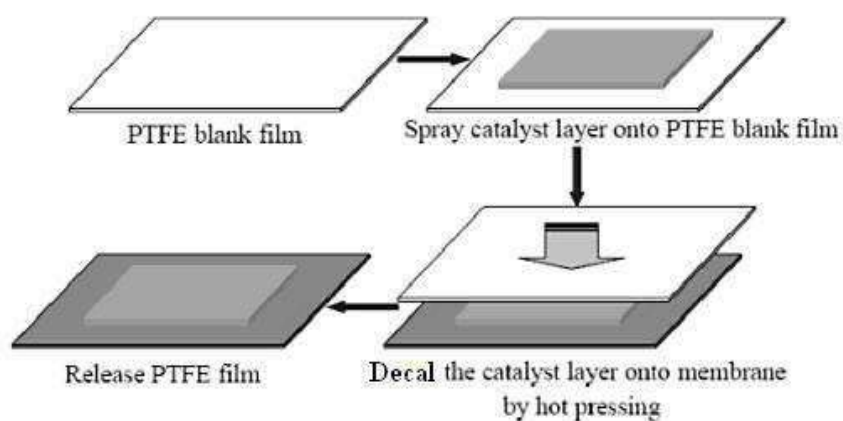 PTFE blank film
Spray catalyst layer onto PTFE blank film
Decal the catalyst layer onto membrane
by hot pressing
Release PTFE film